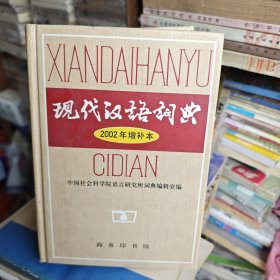 XIANDAIHANYU
现代汉语词典
2002年增补本
CIDIAN
中国社会科学院语言研究所词典编辑室编
商务印书馆